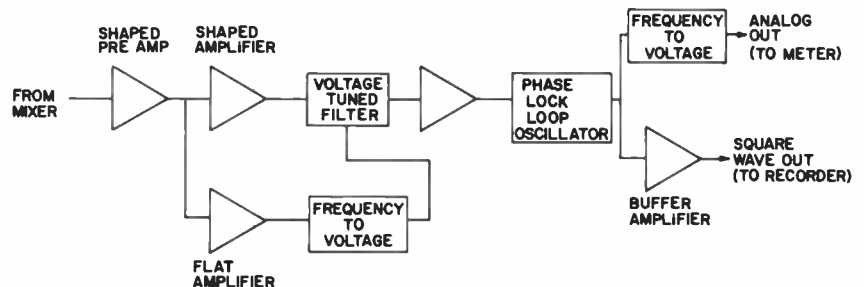 SHAPED
PRE AMP
SHAPED
AMPLIFIER
FROM
MIXER
VOLTAGE
TUNED
FILTER
PHASE
LOCK
LOOP
OSCILLATOR
FREQUENCY
TO
VOLTAGE
ANALOG
OUT
(TO METER)
SQUARE
WAVE OUT
(TO RECORDER)
BUFFER
AMPLIFIER
FREQUENCY
TO
VOLTAGE
FLAT
AMPLIFIER